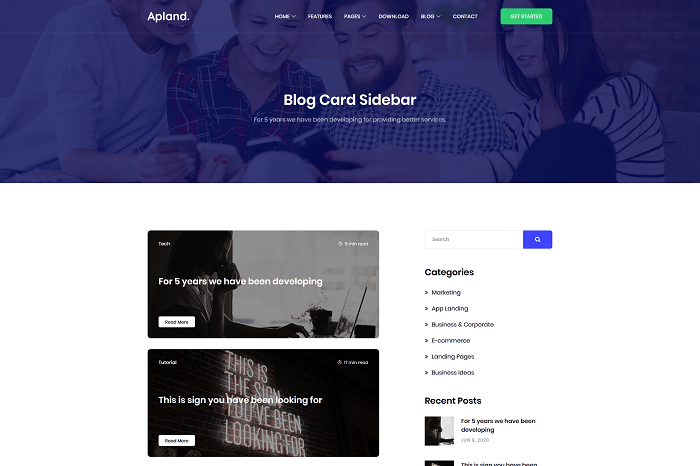 Apland.
HOME FEATURES PAGES DOWNLOAD BLOG CONTACT GET STARTED
Blog Card Sidebar
For 5 years we have been developing for providing better services.
Tech 5 min read
For 5 years we have been developing
Read More
Tutorial 11 min read
THIS IS
THE SIGN
YOU'VE BEEN
LOOKING FOR
This is sign you have been looking for
Read More
Search
Categories
Marketing
App Landing
Business & Corporate
E-commerce
Landing Pages
Business Ideas
Recent Posts
For 5 years we have been
developing
JUN 8, 2020
This is sign you have been